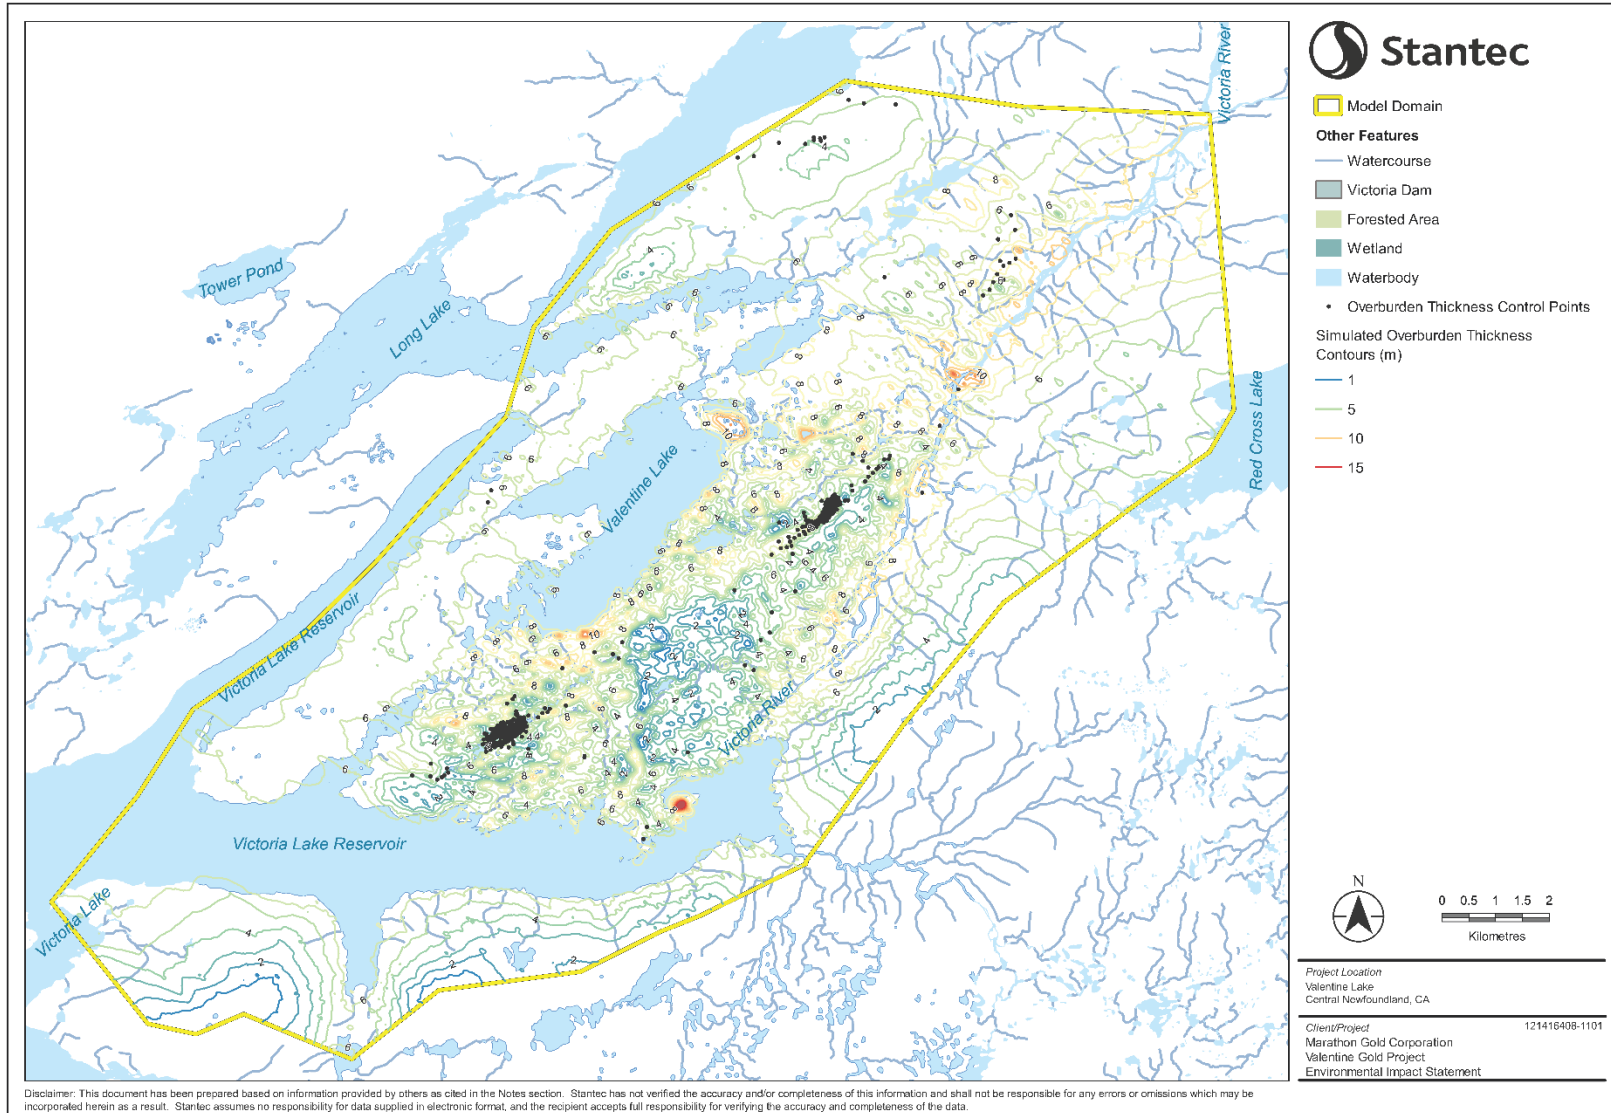 Stantec
Model Domain
Other Features
Watercourse
Victoria Dam
Forested Area
Wetland
Waterbody
Overburden Thickness Control Points
Simulated Overburden Thickness
Contours (m)
1
5
10
15
Victoria River
Tower Pond
Long Lake
Red Cross Lake
Valentine Lake
Victoria Lake Reservoir
Victoria River
Victoria Lake Reservoir
Victoria Lake
N
0 0.5 1 1.5 2
Kilometres
Project Location
Valentine Lake
Central Newfoundland, CA
Client/Project 121416408-1101
Marathon Gold Corporation
Valentine Gold Project
Environmental Impact Statement
Disclaimer: This document has been prepared based on information provided by others as cited in the Notes section. Stantec has not verified the accuracy and/or completeness of this information and shall not be responsible for any errors or omissions which may be
incorporated herein as a result. Stantec assumes no responsibility for data supplied in electronic format, and the recipient accepts full responsibility for verifying the accuracy and completeness of the data.